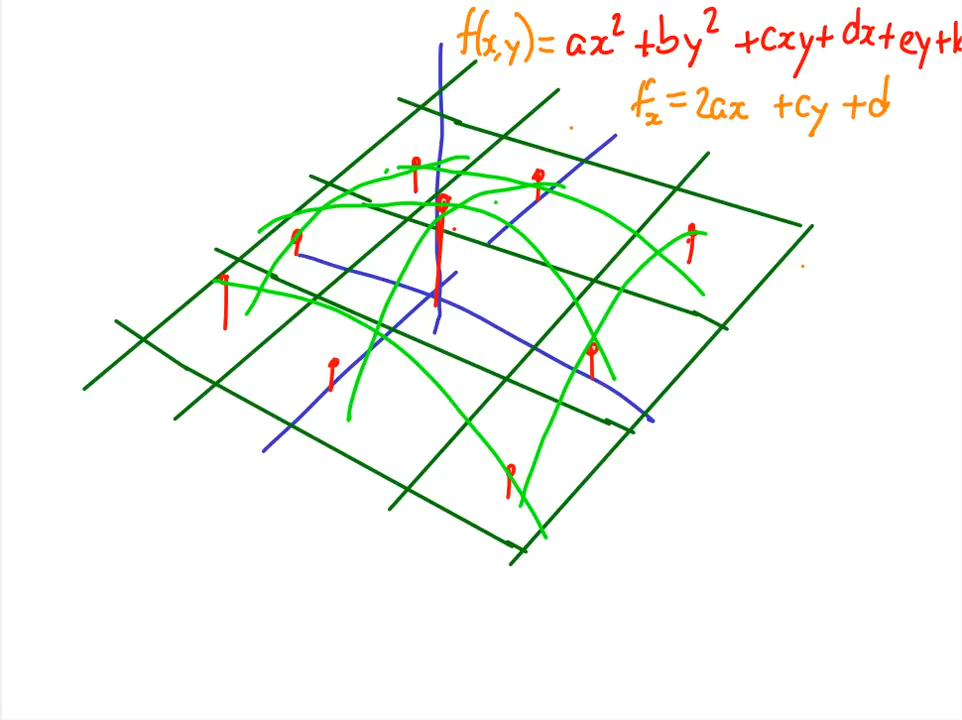 f(x,y) = ax² + by² + cxy + dx + ey + k
fₓ = 2ax + cy + d